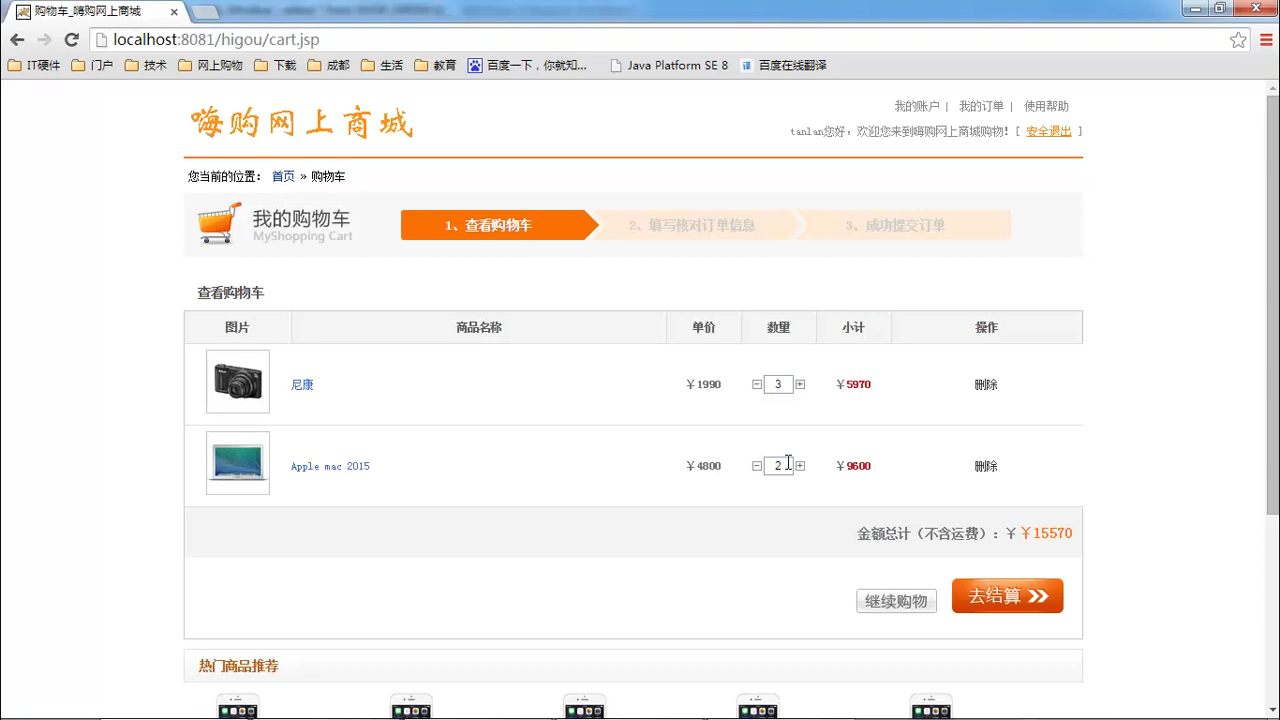 购物车_嗨购网上商城
localhost:8081/higou/cart.jsp
IT硬件 门户 技术 网上购物 下载 成都 生活 教育 百度一下，你就知... Java Platform SE 8 百度在线翻译
嗨购网上商城
我的账户 | 我的订单 | 使用帮助
tanlan您好，欢迎您来到嗨购网上商城购物! [ 安全退出 ]
您当前的位置： 首页 » 购物车
我的购物车
MyShopping Cart
1、查看购物车 2、填写核对订单信息 3、成功提交订单
查看购物车
图片 商品名称 单价 数量 小计 操作
尼康 ￥1990 3 ￥5970 删除
Apple mac 2015 ￥4800 2 ￥9600 删除
金额总计（不含运费）: ￥￥15570
继续购物 去结算
热门商品推荐